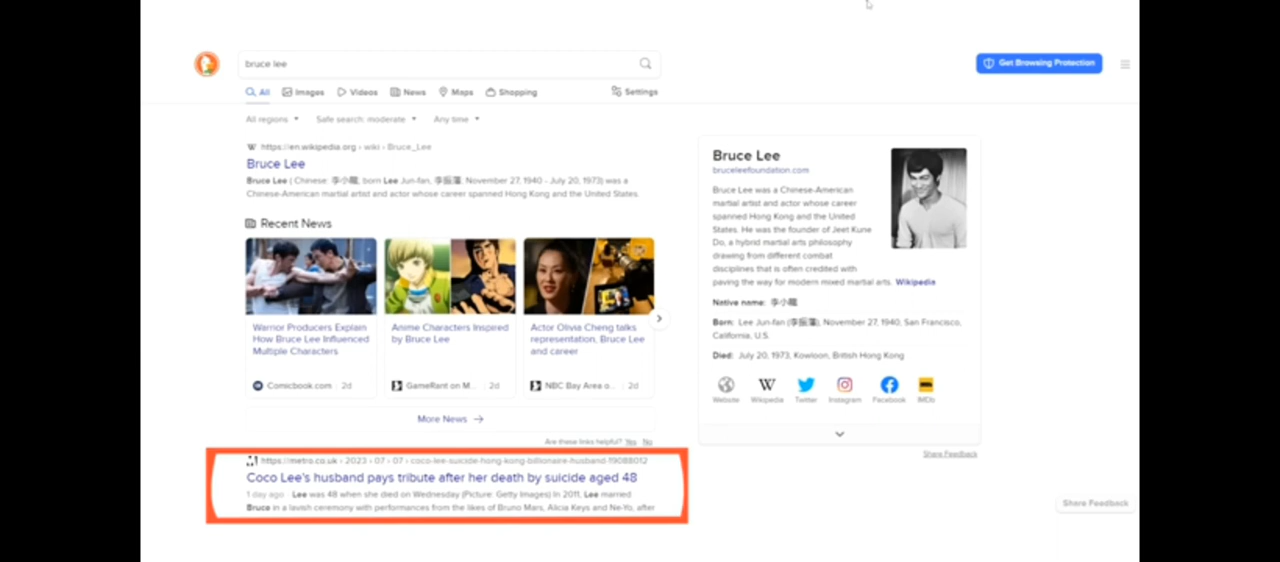 bruce lee
Get Browsing Protection
All Images Videos News Maps Shopping Settings
All regions Safe search: moderate Any time
https://en.wikipedia.org › wiki › Bruce_Lee
Bruce Lee
Bruce Lee ( Chinese: 李小龍, born Lee Jun-fan, 李振藩, November 27, 1940 - July 20, 1973) was a
Chinese-American martial artist and actor whose career spanned Hong Kong and the United States.
Recent News
Warrior Producers Explain
How Bruce Lee Influenced
Multiple Characters
Comicbook.com 2d
Anime Characters Inspired
by Bruce Lee
GameRant on M... 2d
Actor Olivia Cheng talks
representation, Bruce Lee
and career
NBC Bay Area o... 2d
More News →
Are these links helpful? Yes No
https://metro.co.uk › 2023 › 07 › 07 › coco-lee-suicide-hong-kong-billionaire-husband-19088012
Coco Lee's husband pays tribute after her death by suicide aged 48
1 day ago Lee was 48 when she died on Wednesday (Picture: Getty Images) In 2011, Lee married
Bruce in a lavish ceremony with performances from the likes of Bruno Mars, Alicia Keys and Ne-Yo, after
Bruce Lee
bruceleefoundation.com
Bruce Lee was a Chinese-American
martial artist and actor whose career
spanned Hong Kong and the United
States. He was the founder of Jeet Kune
Do, a hybrid martial arts philosophy
drawing from different combat
disciplines that is often credited with
paving the way for modern mixed martial arts. Wikipedia
Native name: 李小龍
Born: Lee Jun-fan (李振藩), November 27, 1940, San Francisco,
California, U.S.
Died: July 20, 1973, Kowloon, British Hong Kong
Website Wikipedia Twitter Instagram Facebook IMDb
Share Feedback
Share Feedback